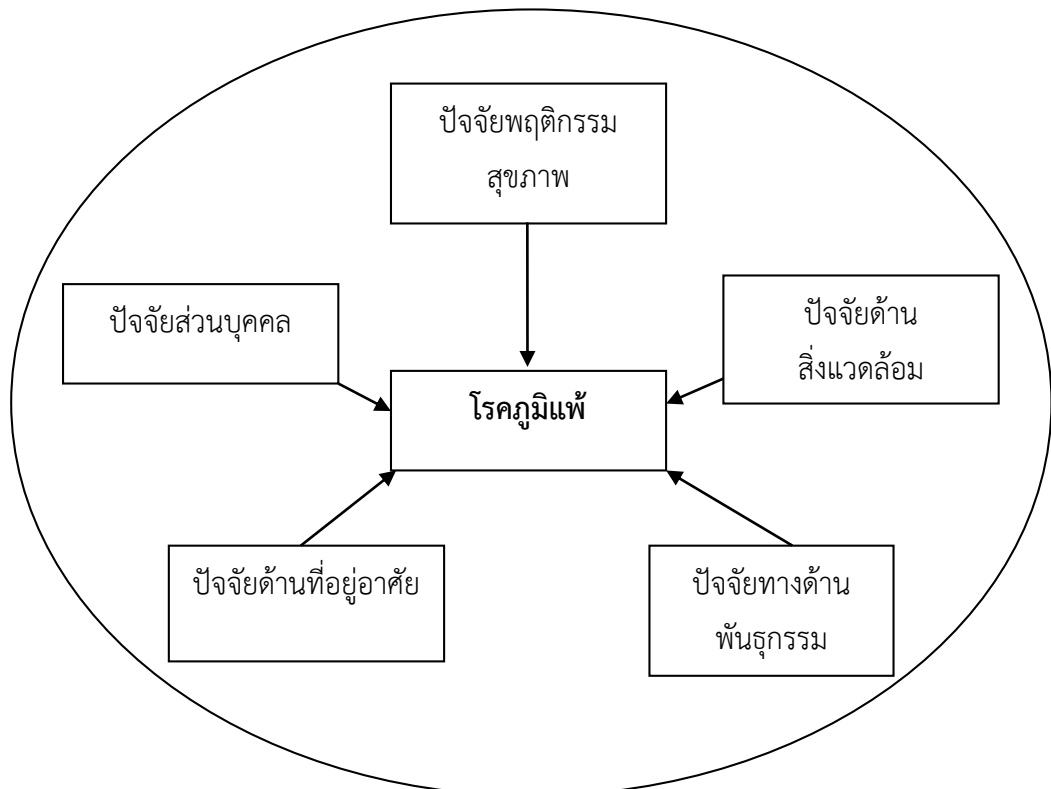 ปัจจัยพฤติกรรม
สุขภาพ
ปัจจัยส่วนบุคคล
ปัจจัยด้าน
สิ่งแวดล้อม
โรคภูมิแพ้
ปัจจัยด้านที่อยู่อาศัย
ปัจจัยทางด้าน
พันธุกรรม